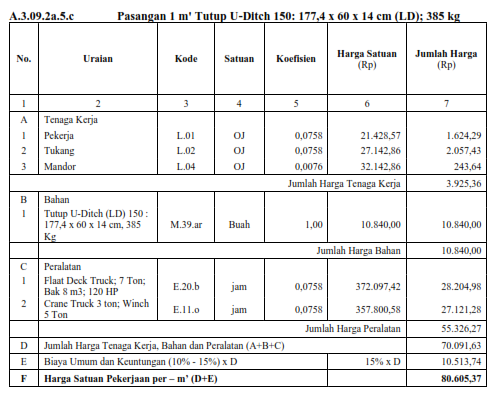 A.3.09.2a.5.c Pasangan 1 m' Tutup U-Ditch 150: 177,4 x 60 x 14 cm (LD); 385 kg
No. Uraian Kode Satuan Koefisien Harga Satuan (Rp) Jumlah Harga (Rp)
1 2 3 4 5 6 7
A Tenaga Kerja
1 Pekerja L.01 OJ 0,0758 21.428,57 1.624,29
2 Tukang L.02 OJ 0,0758 27.142,86 2.057,43
3 Mandor L.04 OJ 0,0076 32.142,86 243,64
Jumlah Harga Tenaga Kerja 3.925,36
B Bahan
1 Tutup U-Ditch (LD) 150 :
177,4 x 60 x 14 cm, 385 M.39.ar Buah 1,00 10.840,00 10.840,00
Kg
Jumlah Harga Bahan 10.840,00
C Peralatan
1 Flaat Deck Truck; 7 Ton;
Bak 8 m3; 120 HP E.20.b jam 0,0758 372.097,42 28.204,98
2 Crane Truck 3 ton; Winch
5 Ton E.11.o jam 0,0758 357.800,58 27.121,28
Jumlah Harga Peralatan 55.326,27
D Jumlah Harga Tenaga Kerja, Bahan dan Peralatan (A+B+C) 70.091,63
E Biaya Umum dan Keuntungan (10% - 15%) x D 15% x D 10.513,74
F Harga Satuan Pekerjaan per – m' (D+E) 80.605,37